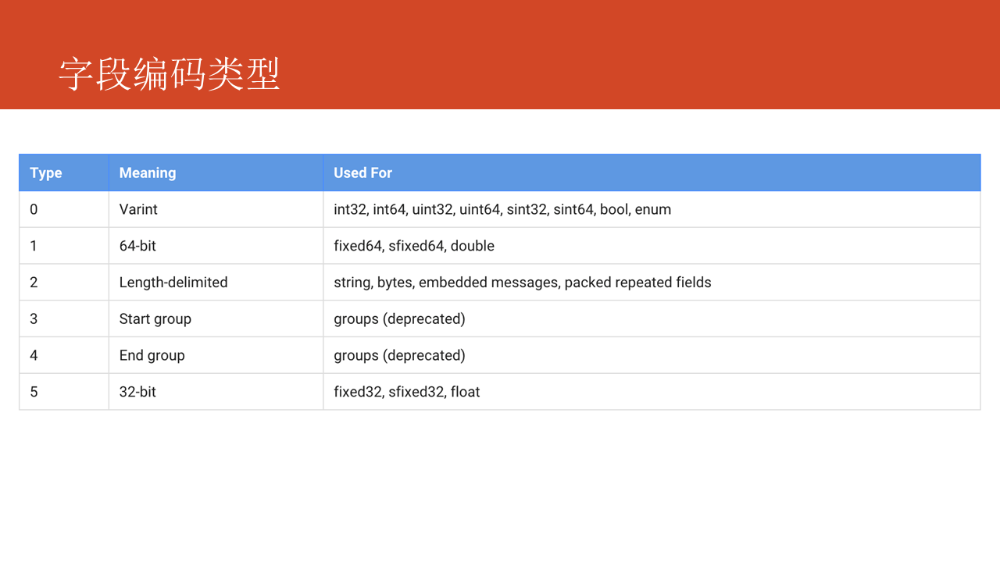 字段编码类型
Type Meaning Used For
0 Varint int32, int64, uint32, uint64, sint32, sint64, bool, enum
1 64-bit fixed64, sfixed64, double
2 Length-delimited string, bytes, embedded messages, packed repeated fields
3 Start group groups (deprecated)
4 End group groups (deprecated)
5 32-bit fixed32, sfixed32, float